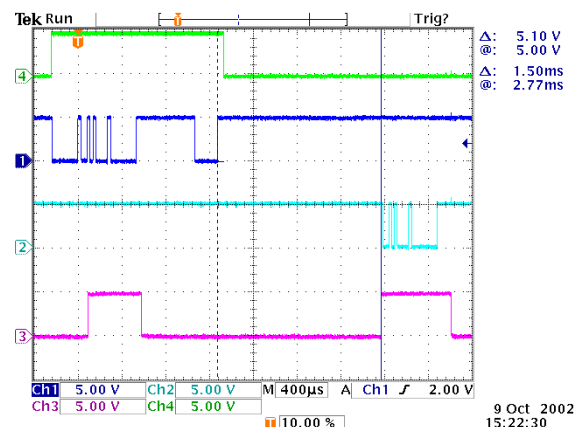 Tek Run Trig?
T
T
Δ: 5.10 V
@: 5.00 V
Δ: 1.50ms
@: 2.77ms
4
1
2
3
Ch1 5.00 V Ch2 5.00 V M 400µs A Ch1 ƒ 2.00 V
Ch3 5.00 V Ch4 5.00 V
T 10.00 %
9 Oct 2002
15:22:30